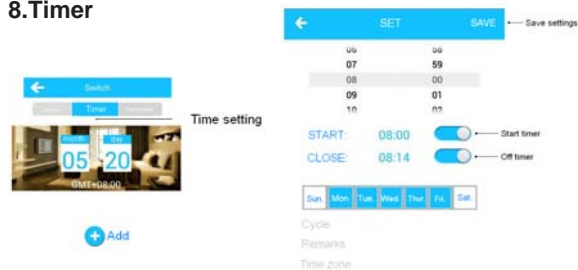 8.Timer
SET
SAVE
Save settings
06 58
07 59
08 00
09 01
10 02
Switch
Timer
Time setting
month day
05 20
GMT+08:00
START: 08:00
Start timer
CLOSE: 08:14
Off timer
Add
Sun. Mon. Tue. Wed. Thur. Fri. Sat.
Cycle
Remarks
Time zone